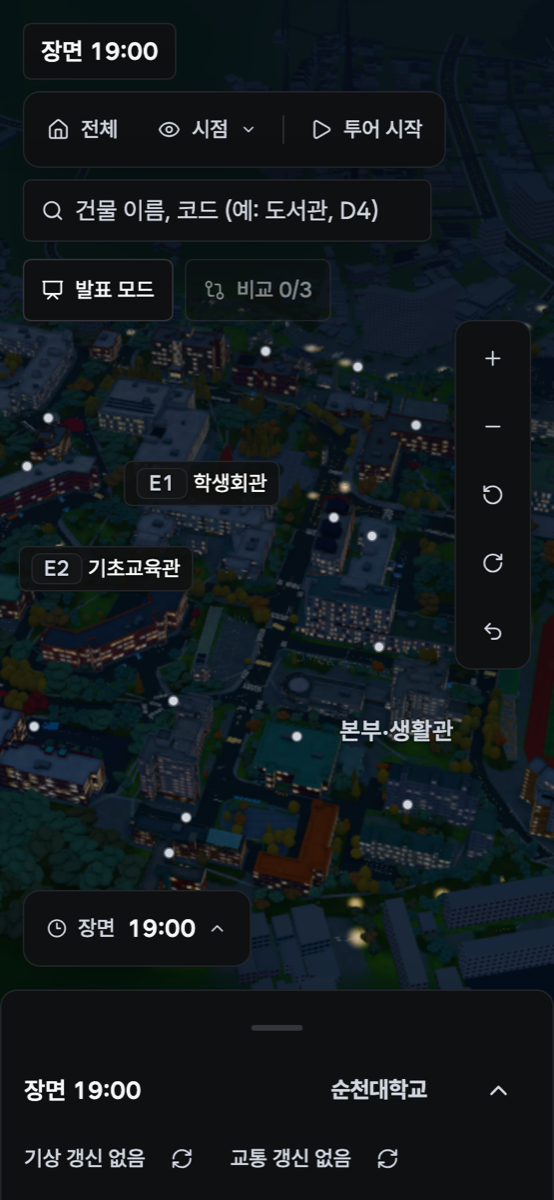 장면 19:00
전체 시점 투어 시작
건물 이름, 코드 (예: 도서관, D4)
발표 모드 비교 0/3
E1 학생회관
E2 기초교육관
본부·생활관
장면 19:00
장면 19:00 순천대학교
기상 갱신 없음 교통 갱신 없음